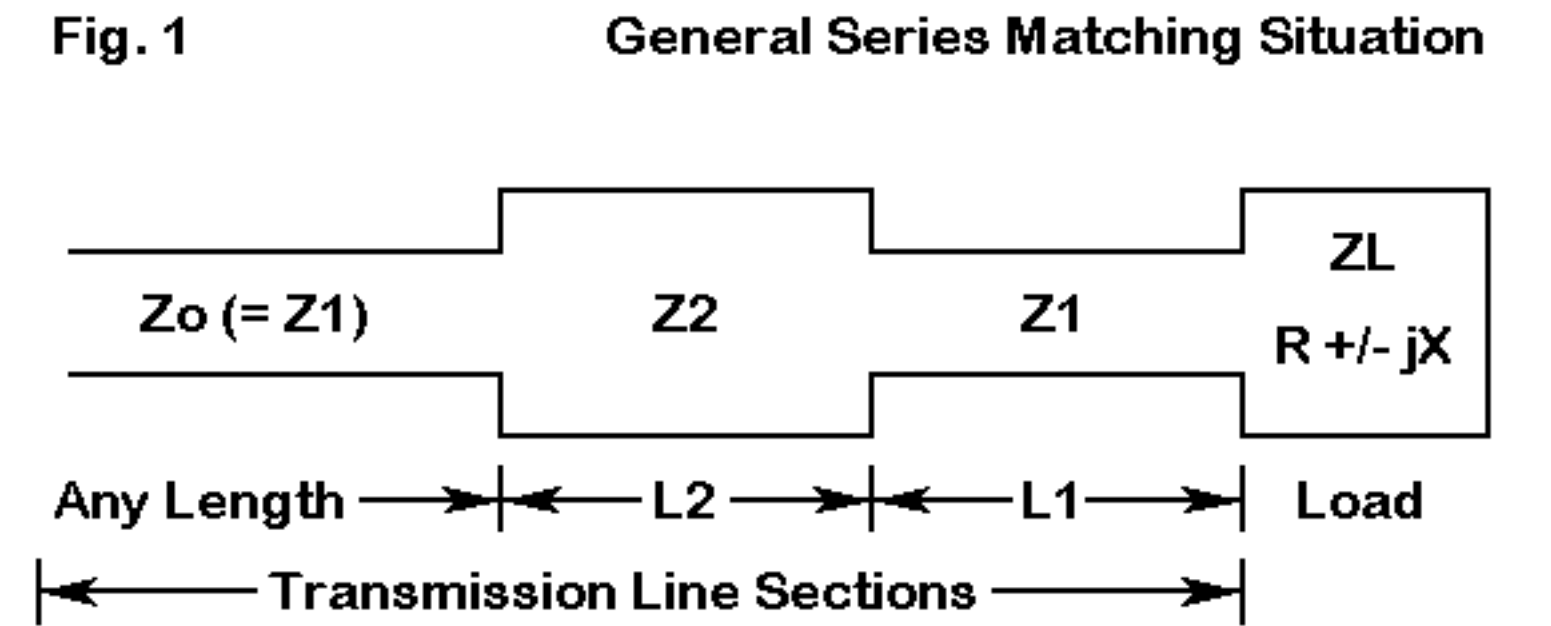 Fig. 1 General Series Matching Situation
Zo (= Z1) Z2 Z1 ZL
R +/- jX
Any Length L2 L1 Load
Transmission Line Sections